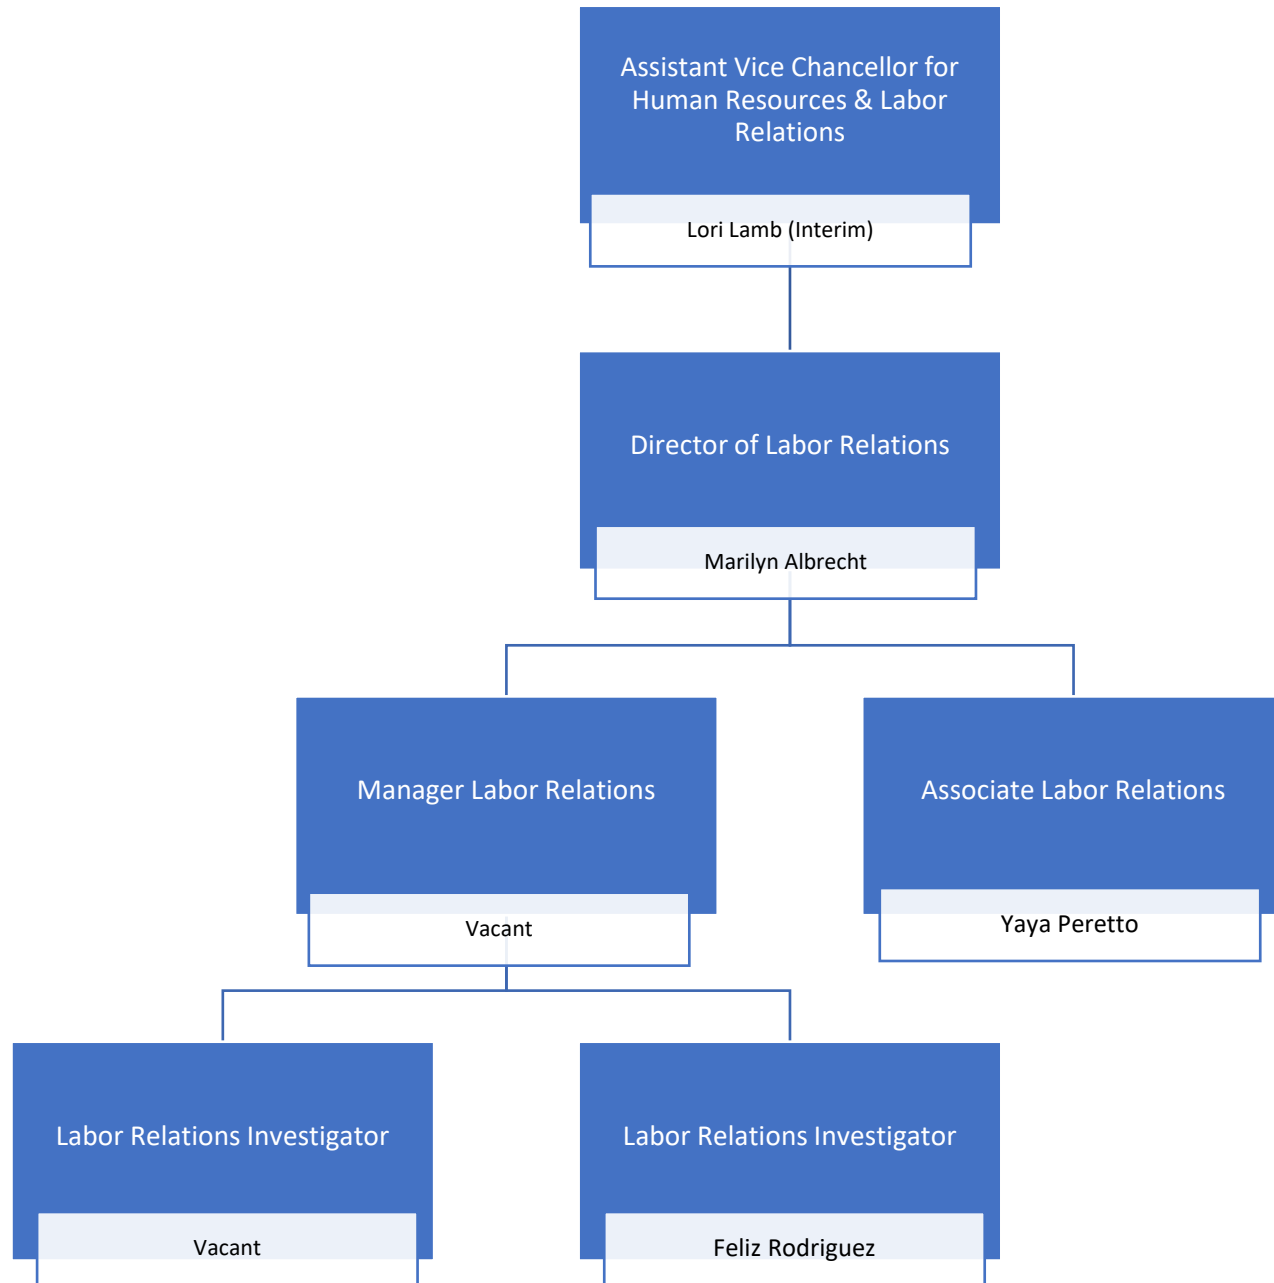 Assistant Vice Chancellor for
Human Resources & Labor
Relations
Lori Lamb (Interim)
Director of Labor Relations
Marilyn Albrecht
Manager Labor Relations
Associate Labor Relations
Vacant
Yaya Peretto
Labor Relations Investigator
Labor Relations Investigator
Vacant
Feliz Rodriguez